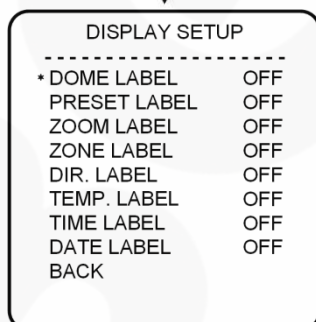 DISPLAY SETUP
* DOME LABEL OFF
PRESET LABEL OFF
ZOOM LABEL OFF
ZONE LABEL OFF
DIR. LABEL OFF
TEMP. LABEL OFF
TIME LABEL OFF
DATE LABEL OFF
BACK